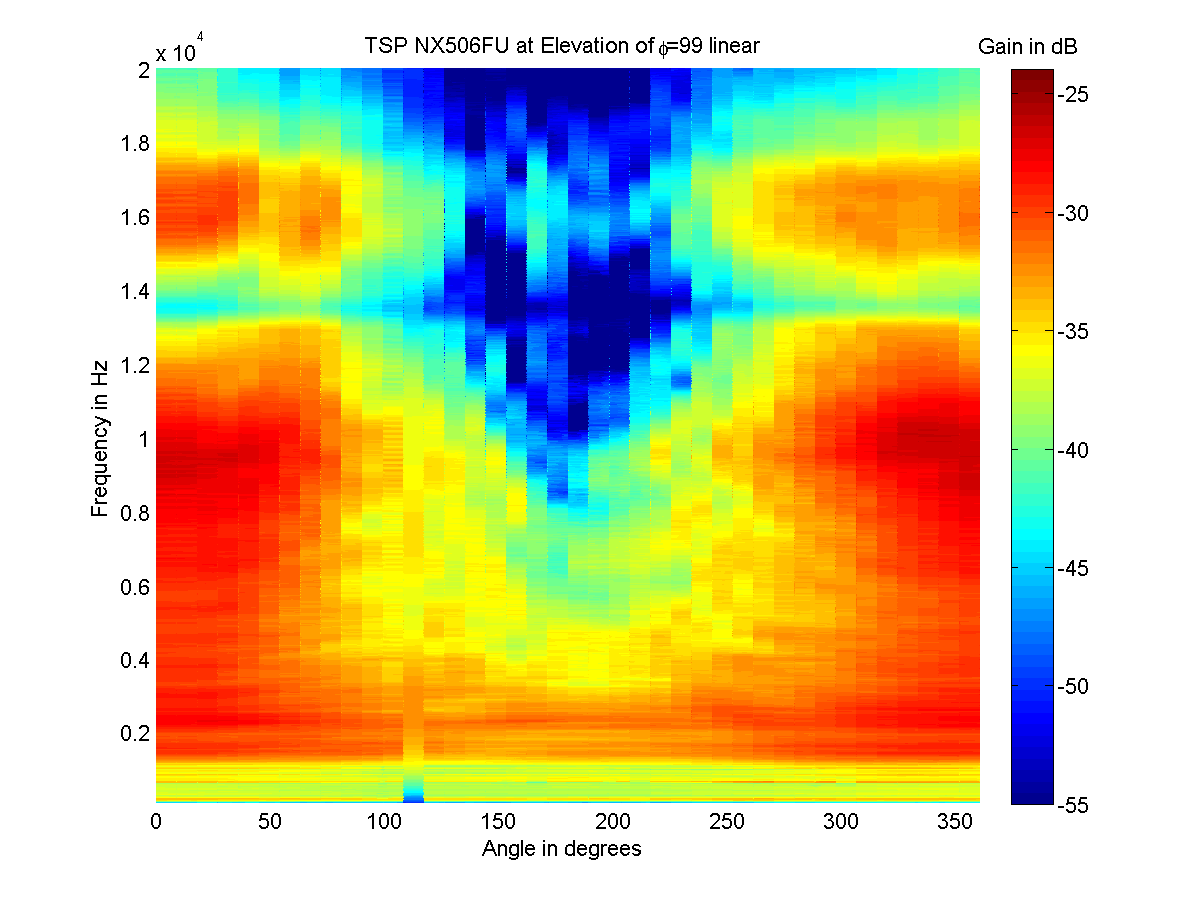 TSP NX506FU at Elevation of ϕ=99 linear
Gain in dB
x 10⁴
2
1.8
1.6
1.4
1.2
1
0.8
0.6
0.4
0.2
Frequency in Hz
0 50 100 150 200 250 300 350
Angle in degrees
-25
-30
-35
-40
-45
-50
-55